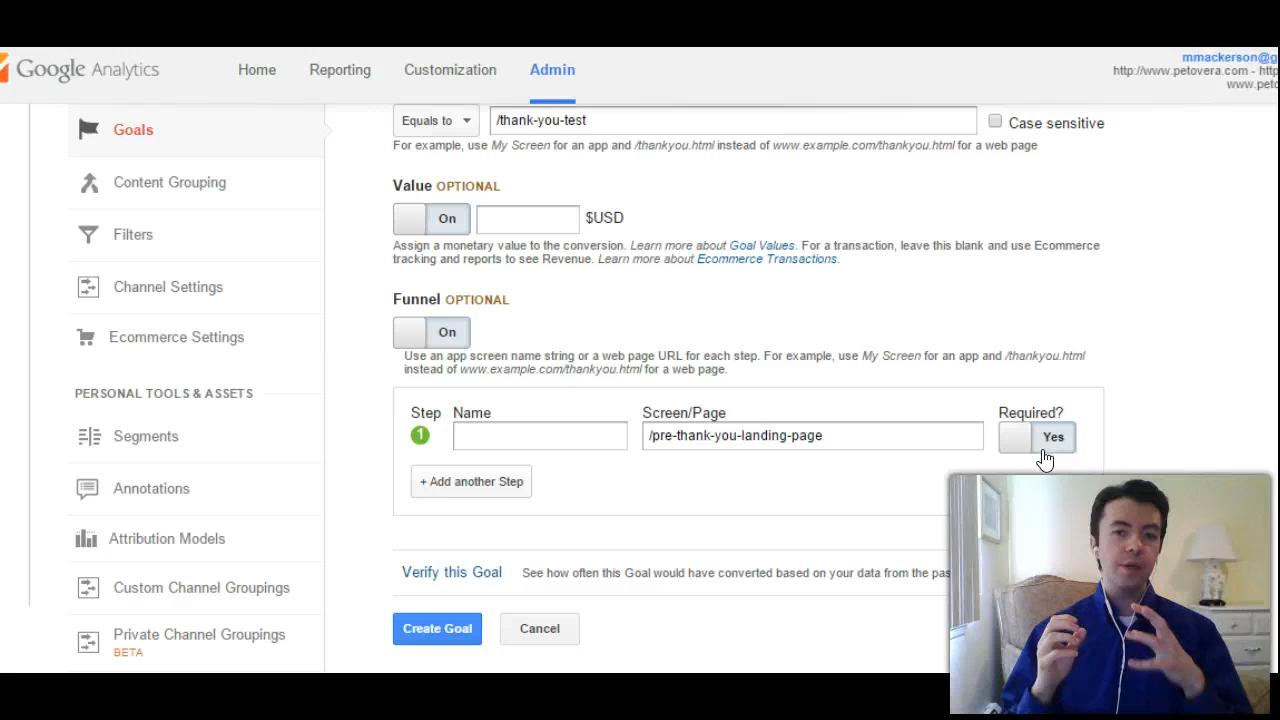 Google Analytics
Home
Reporting
Customization
Admin
mmackerson@g
http://www.petovera.com - http
www.peto
Goals
Content Grouping
Filters
Channel Settings
Ecommerce Settings
PERSONAL TOOLS & ASSETS
Segments
Annotations
Attribution Models
Custom Channel Groupings
Private Channel Groupings
BETA
Equals to
/thank-you-test
Case sensitive
For example, use My Screen for an app and /thankyou.html instead of www.example.com/thankyou.html for a web page
Value OPTIONAL
On
$USD
Assign a monetary value to the conversion. Learn more about Goal Values. For a transaction, leave this blank and use Ecommerce
tracking and reports to see Revenue. Learn more about Ecommerce Transactions.
Funnel OPTIONAL
On
Use an app screen name string or a web page URL for each step. For example, use My Screen for an app and /thankyou.html
instead of www.example.com/thankyou.html for a web page.
Step
Name
Screen/Page
Required?
1
/pre-thank-you-landing-page
Yes
+ Add another Step
Verify this Goal
See how often this Goal would have converted based on your data from the pas
Create Goal
Cancel